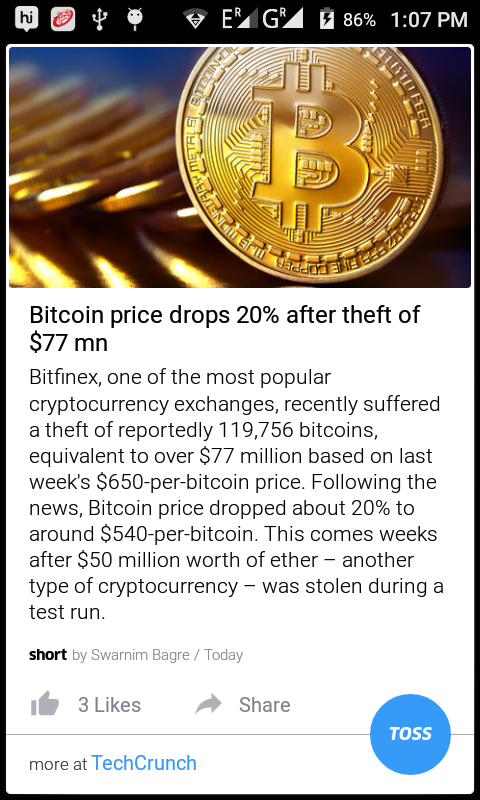 hj E R G R 86% 1:07 PM
Bitcoin price drops 20% after theft of
$77 mn
Bitfinex, one of the most popular
cryptocurrency exchanges, recently suffered
a theft of reportedly 119,756 bitcoins,
equivalent to over $77 million based on last
week's $650-per-bitcoin price. Following the
news, Bitcoin price dropped about 20% to
around $540-per-bitcoin. This comes weeks
after $50 million worth of ether – another
type of cryptocurrency – was stolen during a
test run.
short by Swarnim Bagre / Today
3 Likes Share
TOSS
more at TechCrunch